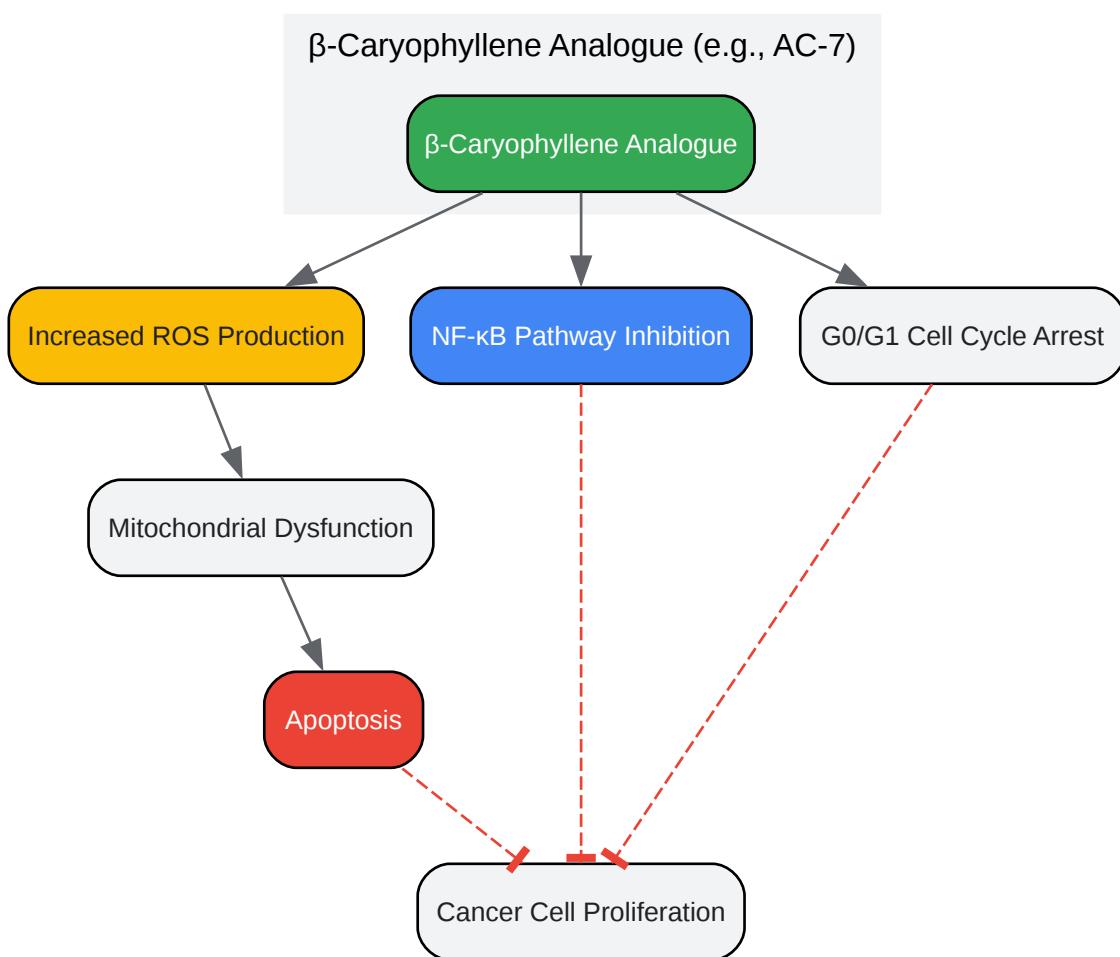 β-Caryophyllene Analogue (e.g., AC-7)
β-Caryophyllene Analogue
Increased ROS Production
NF-κB Pathway Inhibition
G0/G1 Cell Cycle Arrest
Mitochondrial Dysfunction
Apoptosis
Cancer Cell Proliferation